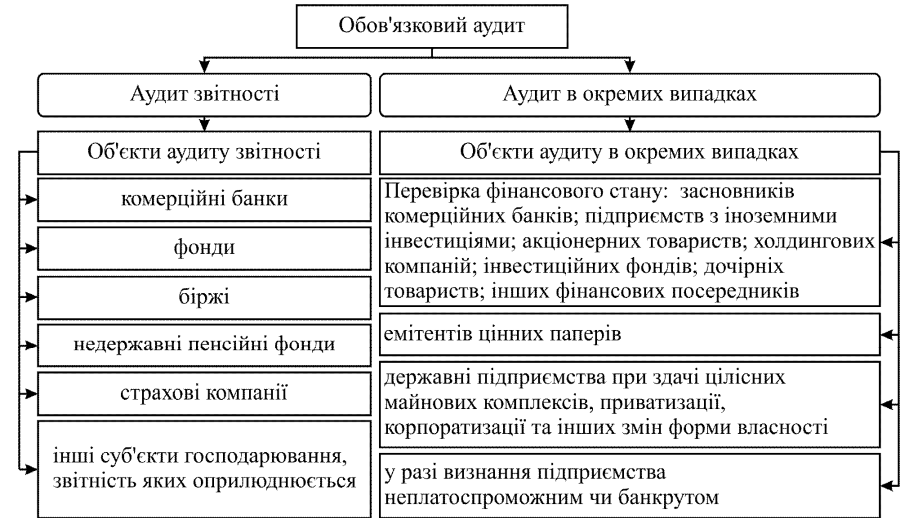 Обов'язковий аудит
Аудит звітності
Аудит в окремих випадках
Об'єкти аудиту звітності
Об'єкти аудиту в окремих випадках
комерційні банки
фонди
біржі
недержавні пенсійні фонди
страхові компанії
інші суб'єкти господарювання,
звітність яких оприлюднюється
Перевірка фінансового стану: засновників
комерційних банків; підприємств з іноземними
інвестиціями; акціонерних товариств; холдингових
компаній; інвестиційних фондів; дочірніх
товариств; інших фінансових посередників
емітентів цінних паперів
державні підприємства при здачі цілісних
майнових комплексів, приватизації,
корпоратизації та інших змін форми власності
у разі визнання підприємства
неплатоспроможним чи банкрутом